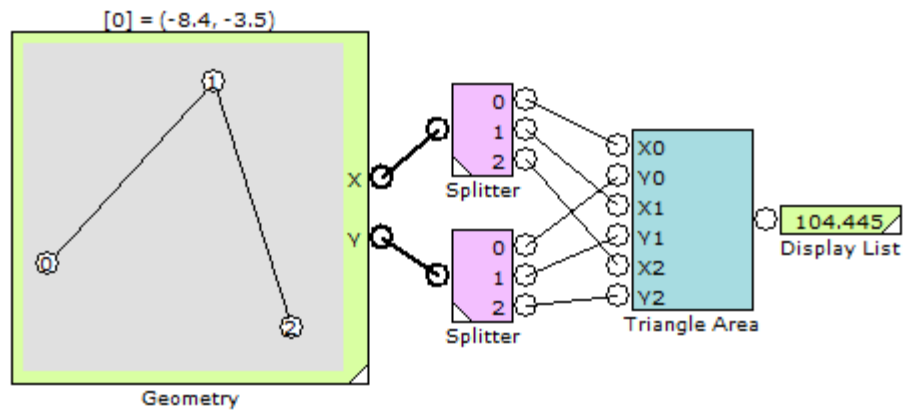 [0] = (-8.4, -3.5)
1
0
2
X
Y
Geometry
0
1
2
Splitter
0
1
2
Splitter
X0
Y0
X1
Y1
X2
Y2
Triangle Area
104.445
Display List